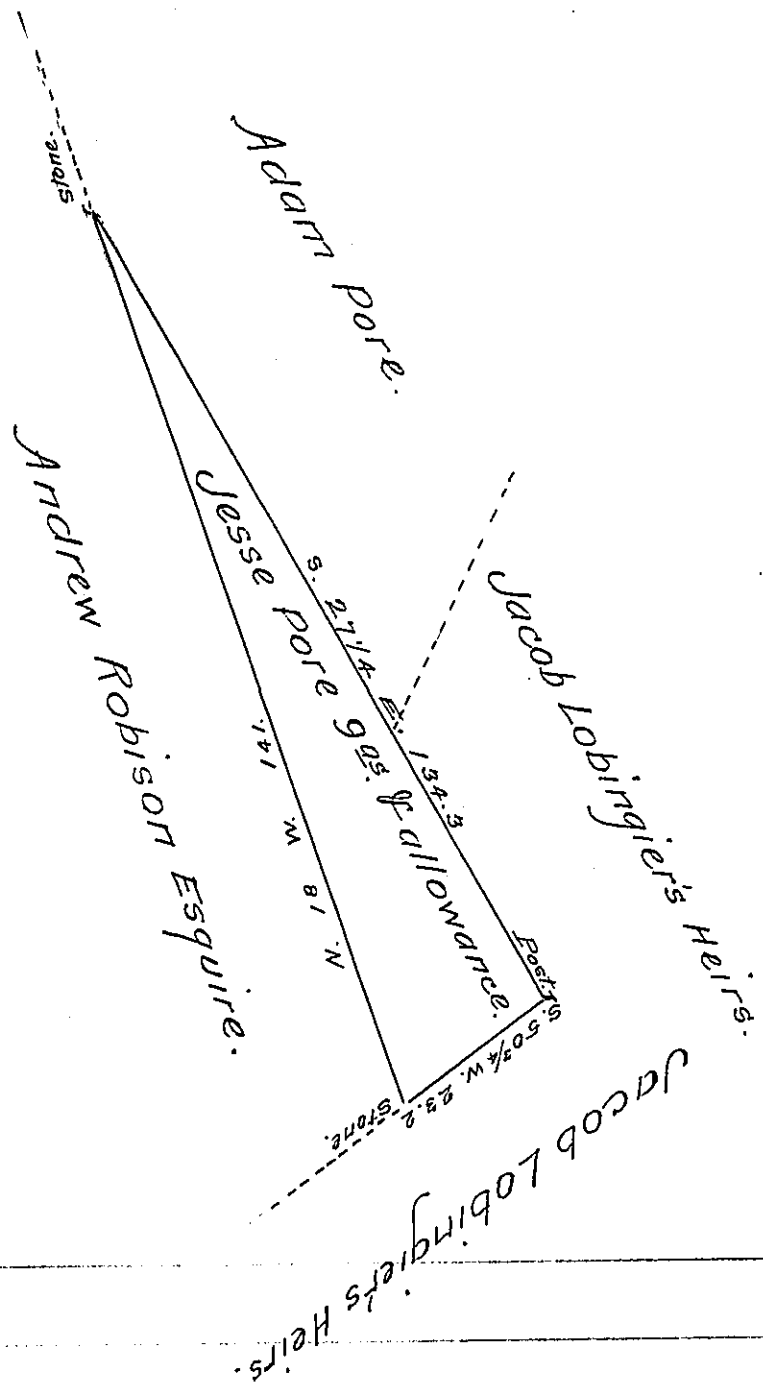 Stone.
Adam Pore.
Andrew Robison Esquire.
Jesse Pore 9as. & allowance.
S. 27 1/4 E. 134.3
Jacob Lobingier's Heirs.
N. 18 W. 141.
Post.
S. 50 3/4 W. 23.2
Stone.
Jacob Lobingier's Heirs.